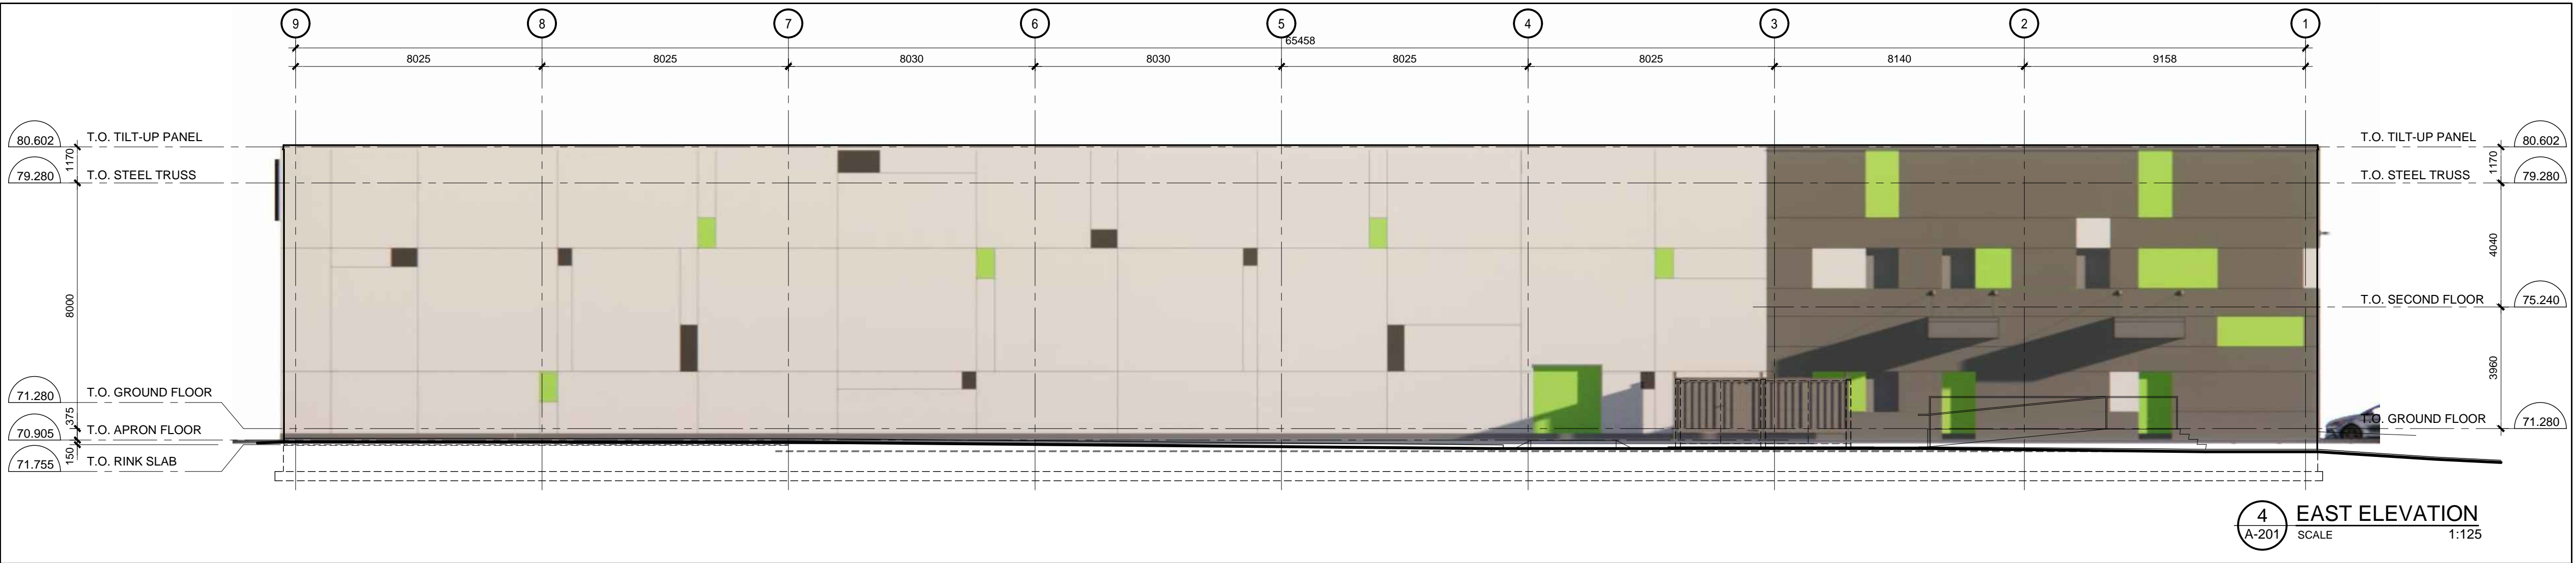 9 8 7 6 5 4 3 2 1
65458
8025 8025 8030 8030 8025 8025 8140 9158
80.602 T.O. TILT-UP PANEL
1170
79.280 T.O. STEEL TRUSS
8000
71.280 T.O. GROUND FLOOR
375
70.905 T.O. APRON FLOOR
150
71.755 T.O. RINK SLAB
T.O. TILT-UP PANEL 80.602
1170
T.O. STEEL TRUSS 79.280
4040
T.O. SECOND FLOOR 75.240
3960
T.O. GROUND FLOOR 71.280
4 EAST ELEVATION
A-201 SCALE 1:125